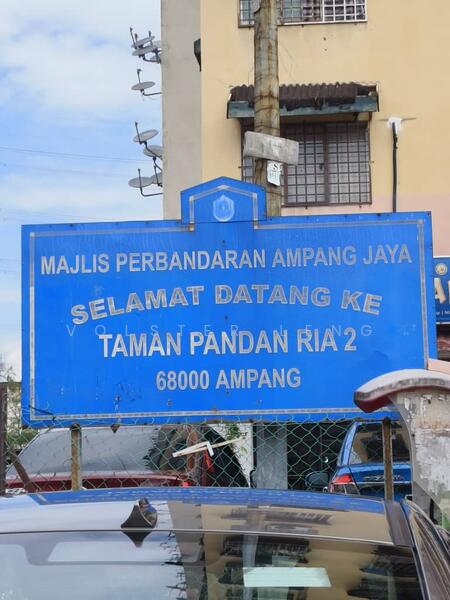 MAJLIS PERBANDARAN AMPANG JAYA
SELAMAT DATANG KE
TAMAN PANDAN RIA 2
68000 AMPANG